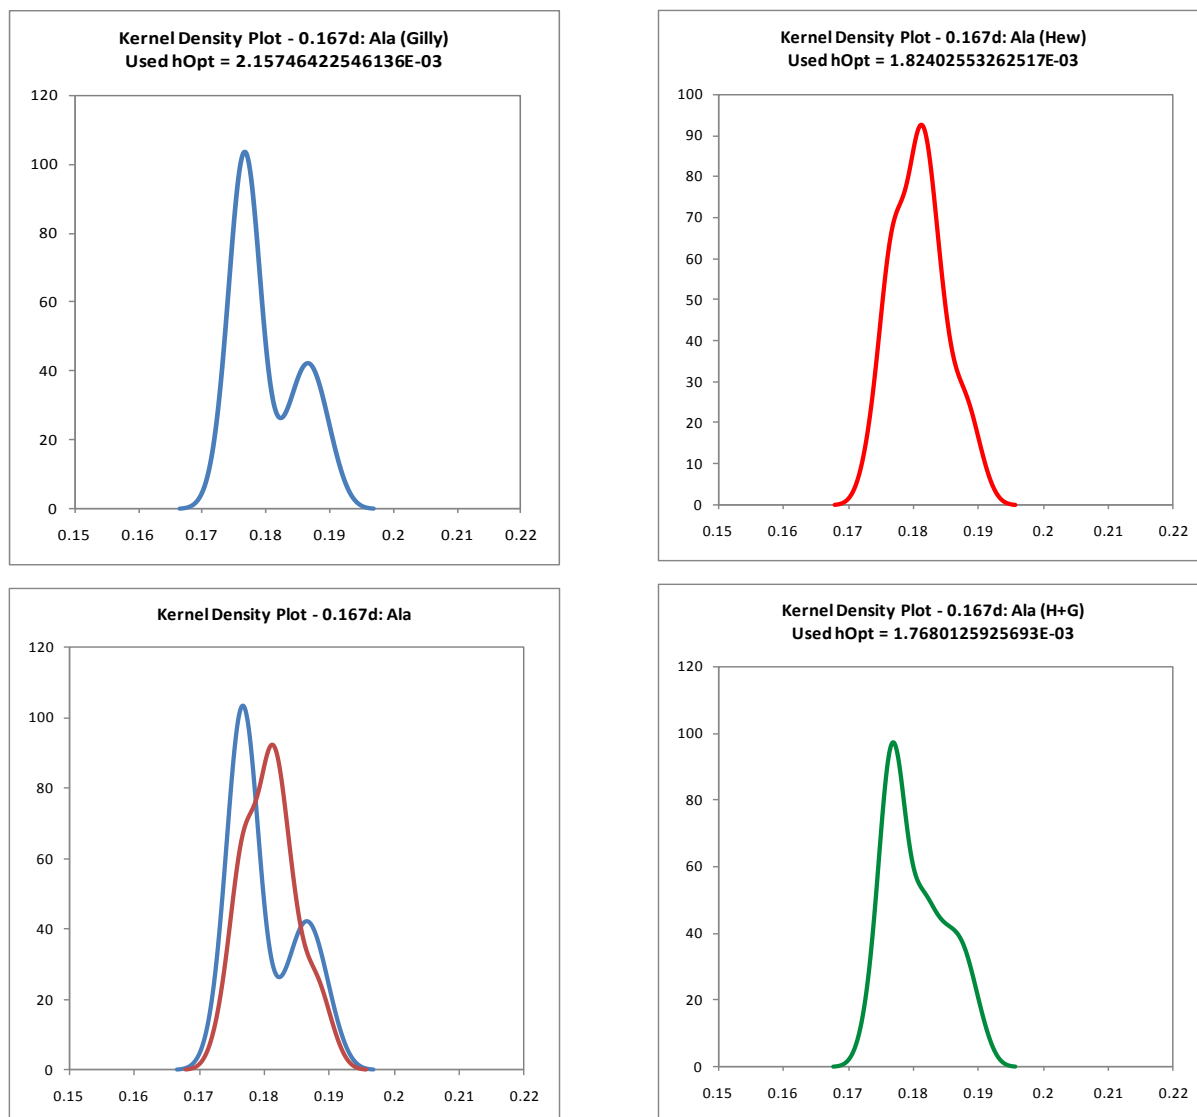 Kernel Density Plot - 0.167d: Ala (Gilly)
Used hOpt = 2.15746422546136E-03
120
100
80
60
40
20
0
0.15 0.16 0.17 0.18 0.19 0.2 0.21 0.22
Kernel Density Plot - 0.167d: Ala (Hew)
Used hOpt = 1.82402553262517E-03
100
90
80
70
60
50
40
30
20
10
0
0.15 0.16 0.17 0.18 0.19 0.2 0.21 0.22
Kernel Density Plot - 0.167d: Ala
120
100
80
60
40
20
0
0.15 0.16 0.17 0.18 0.19 0.2 0.21 0.22
Kernel Density Plot - 0.167d: Ala (H+G)
Used hOpt = 1.7680125925693E-03
120
100
80
60
40
20
0
0.15 0.16 0.17 0.18 0.19 0.2 0.21 0.22